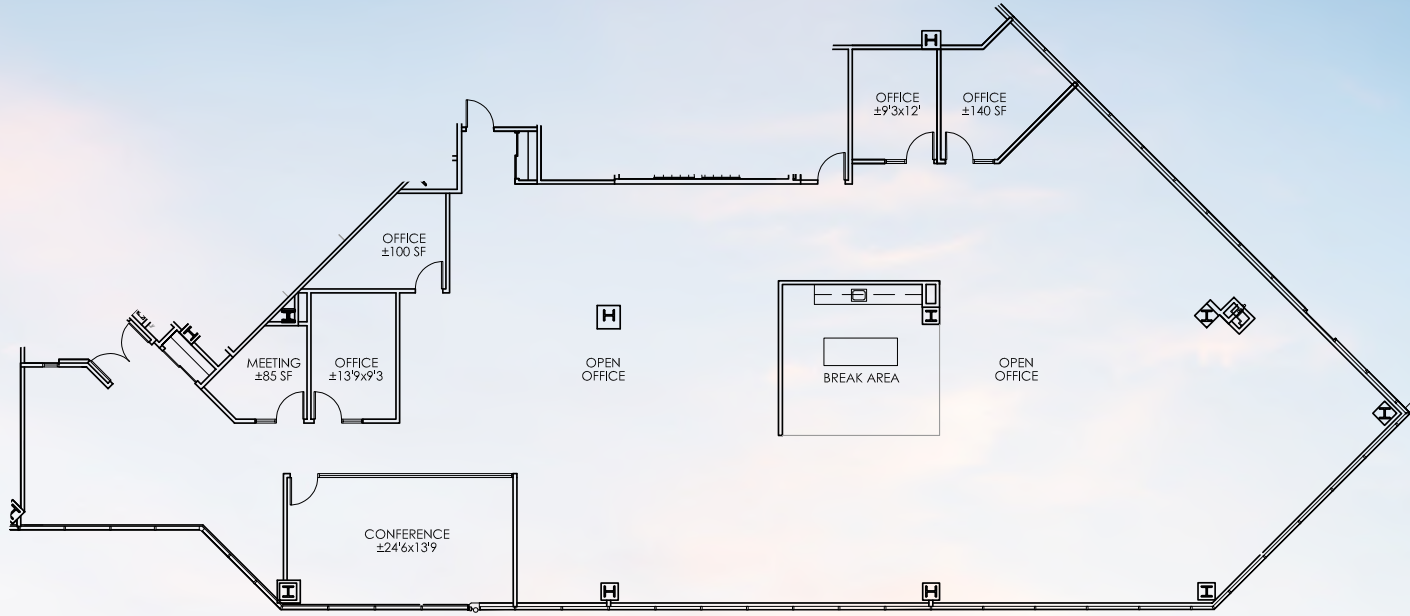 OFFICE
±9'3x12'
OFFICE
±140 SF
OFFICE
±100 SF
MEETING
±85 SF
OFFICE
±13'9x9'3
OPEN
OFFICE
BREAK AREA
OPEN
OFFICE
CONFERENCE
±24'6x13'9